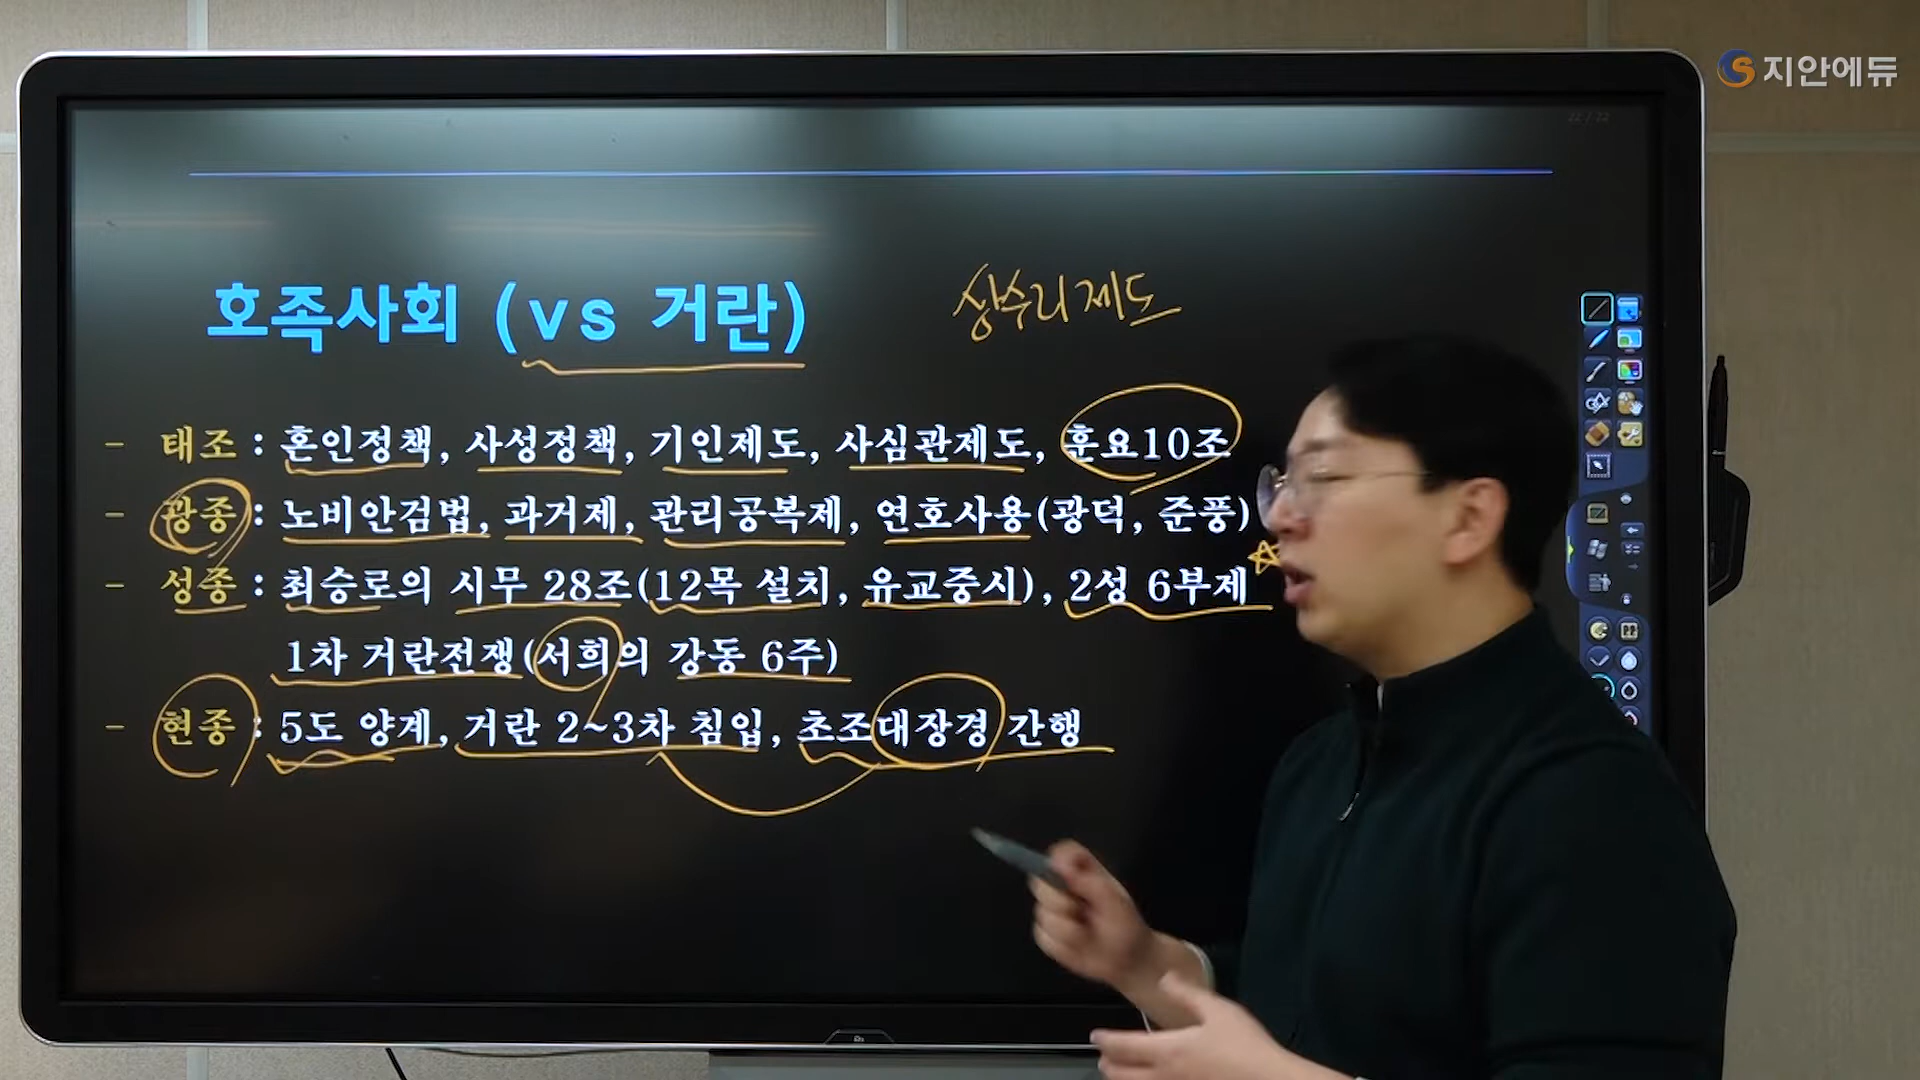 지안에듀
22 / 22
호족사회 (vs 거란)
상수리제도
- 태조 : 혼인정책, 사성정책, 기인제도, 사심관제도, 훈요10조
- 광종 : 노비안검법, 과거제, 관리공복제, 연호사용(광덕, 준풍)
- 성종 : 최승로의 시무 28조(12목 설치, 유교중시), 2성 6부제
1차 거란전쟁(서희의 강동 6주)
- 현종 : 5도 양계, 거란 2~3차 침입, 초조대장경 간행